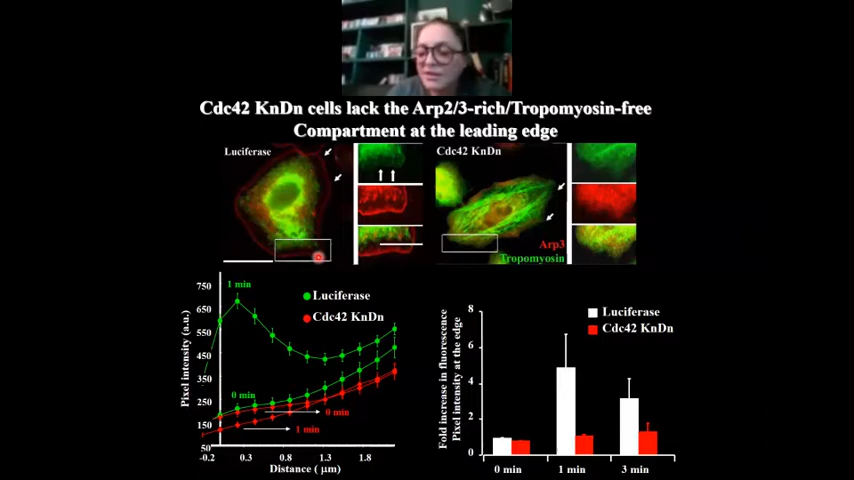 Cdc42 KnDn cells lack the Arp2/3-rich/Tropomyosin-free
Compartment at the leading edge
Luciferase
Cdc42 KnDn
Arp3
Tropomyosin
Pixel intensity (a.u.)
750
650
550
450
350
250
150
50
1 min
Luciferase
Cdc42 KnDn
0 min
0 min
1 min
-0.2 0.3 0.8 1.3 1.8
Distance ( µm)
Fold increase in fluorescence
Pixel intensity at the edge
8
6
4
2
0
Luciferase
Cdc42 KnDn
0 min 1 min 3 min